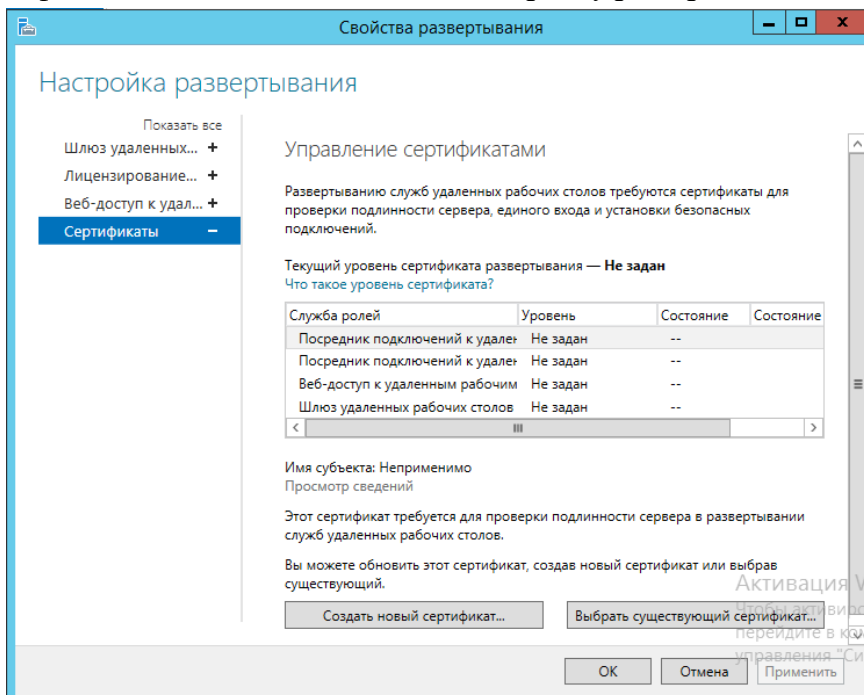 Свойства развертывания
Настройка развертывания
Показать все
Шлюз удаленных... +
Лицензирование... +
Веб-доступ к удал... +
Сертификаты –
Управление сертификатами
Развертыванию служб удаленных рабочих столов требуются сертификаты для
проверки подлинности сервера, единого входа и установки безопасных
подключений.
Текущий уровень сертификата развертывания — Не задан
Что такое уровень сертификата?
Служба ролей Уровень Состояние Состояние
Посредник подключений к удален Не задан --
Посредник подключений к удален Не задан --
Веб-доступ к удаленным рабочим Не задан --
Шлюз удаленных рабочих столов Не задан --
Имя субъекта: Неприменимо
Просмотр сведений
Этот сертификат требуется для проверки подлинности сервера в развертывании
служб удаленных рабочих столов.
Вы можете обновить этот сертификат, создав новый сертификат или выбрав
существующий.
Активация
Создать новый сертификат... Выбрать существующий сертификат...
перейдите в
управления
OK Отмена Применить